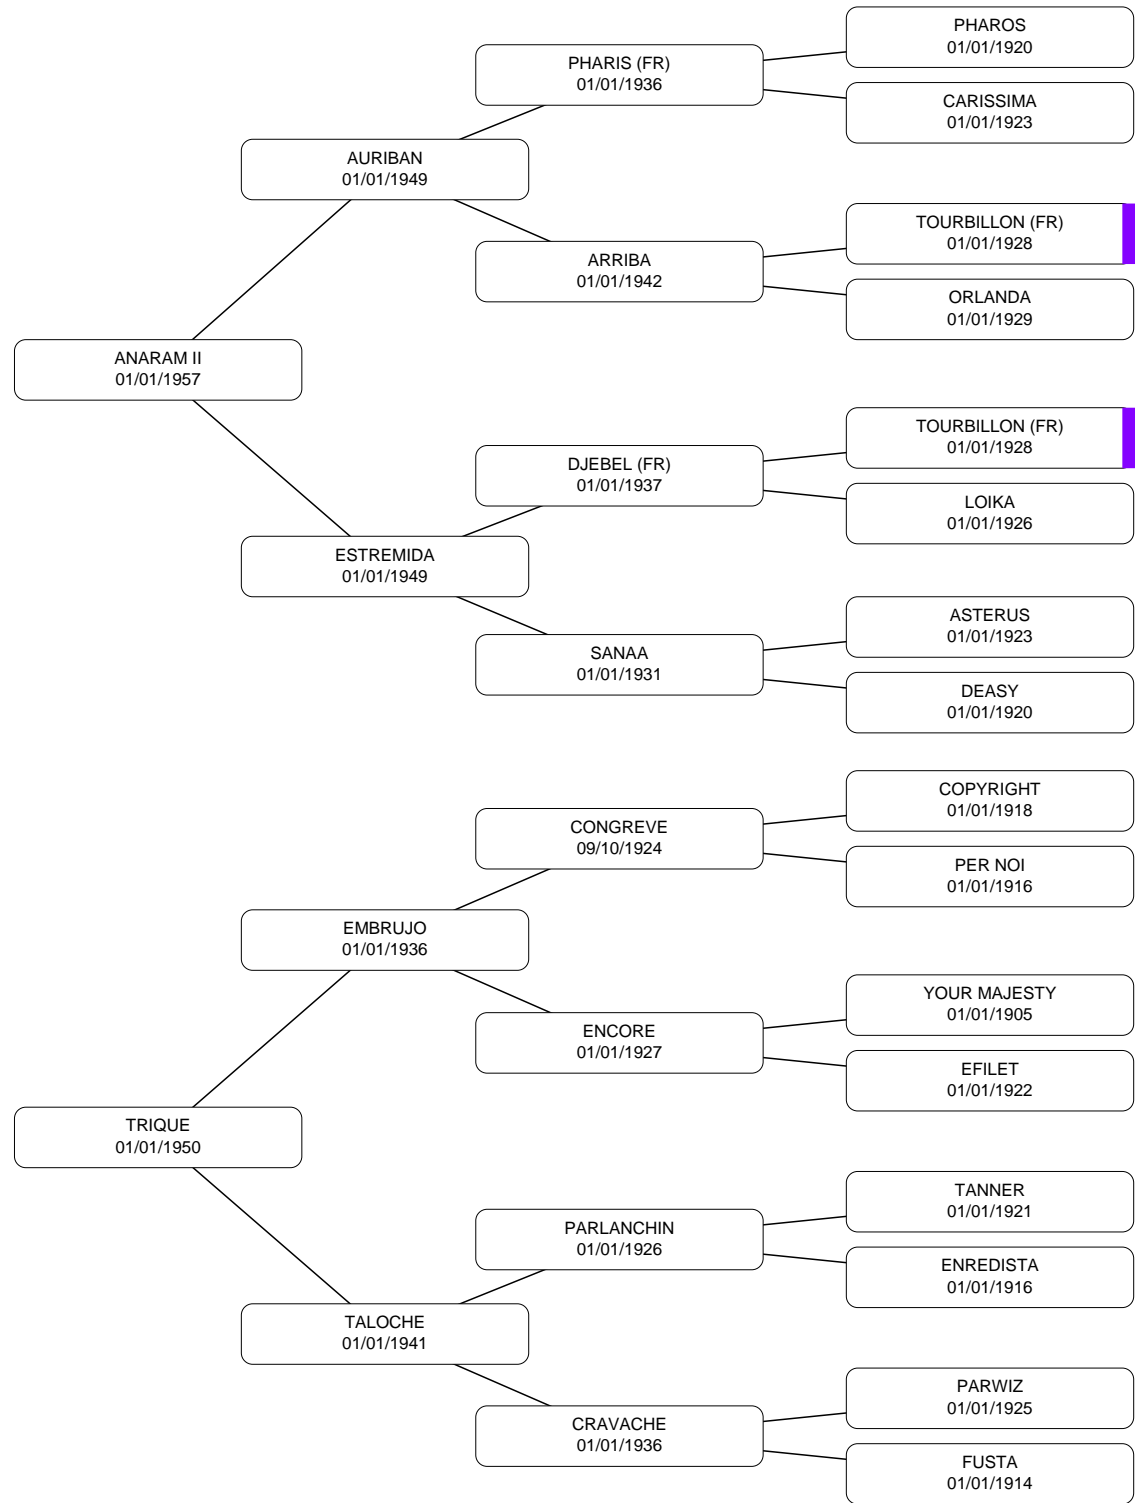 PHAROS
01/01/1920
PHARIS (FR)
01/01/1936
CARISSIMA
01/01/1923
AURIBAN
01/01/1949
TOURBILLON (FR)
01/01/1928
ARRIBA
01/01/1942
ORLANDA
01/01/1929
ANARAM II
01/01/1957
TOURBILLON (FR)
01/01/1928
DJEBEL (FR)
01/01/1937
LOIKA
01/01/1926
ESTREMIDA
01/01/1949
ASTERUS
01/01/1923
SANAA
01/01/1931
DEASY
01/01/1920
COPYRIGHT
01/01/1918
CONGREVE
09/10/1924
PER NOI
01/01/1916
EMBRUJO
01/01/1936
YOUR MAJESTY
01/01/1905
ENCORE
01/01/1927
EFILET
01/01/1922
TRIQUE
01/01/1950
TANNER
01/01/1921
PARLANCHIN
01/01/1926
ENREDISTA
01/01/1916
TALOCHE
01/01/1941
PARWIZ
01/01/1925
CRAVACHE
01/01/1936
FUSTA
01/01/1914